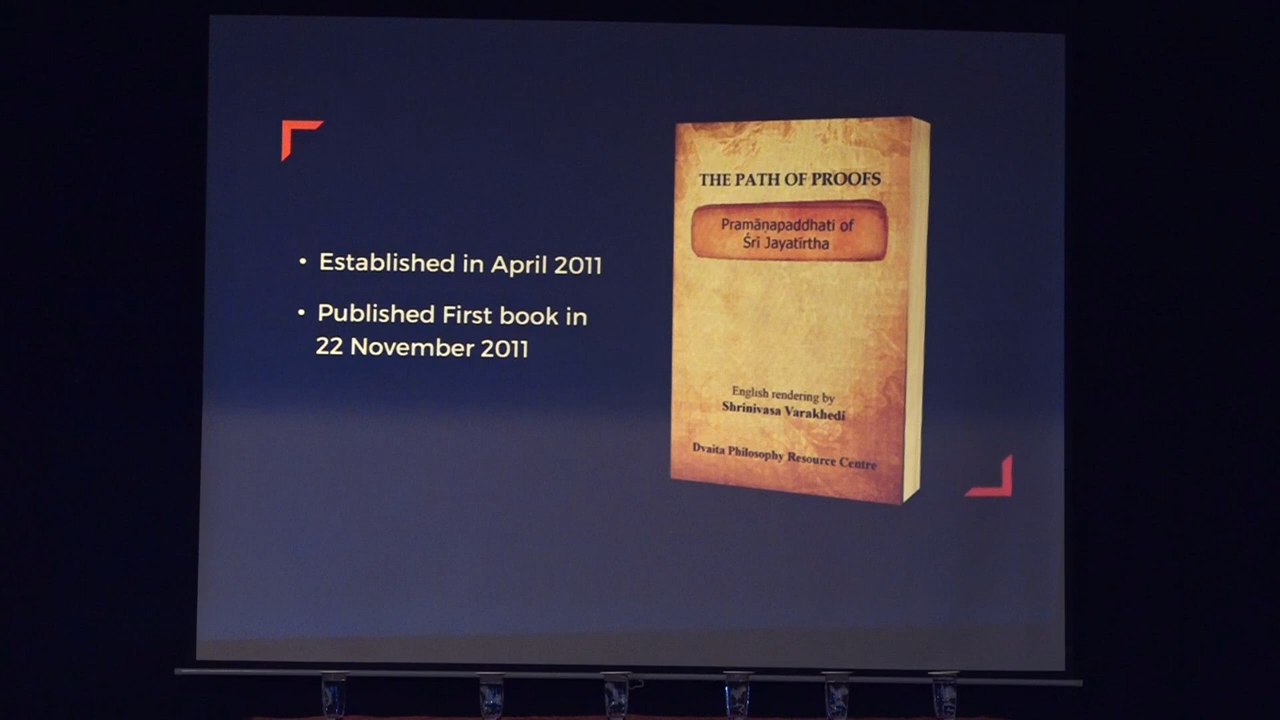 • Established in April 2011
• Published First book in
22 November 2011
THE PATH OF PROOFS
Pramāṇapaddhati of
Śrī Jayatīrtha
English rendering by
Shrinivasa Varakhedi
Dvaita Philosophy Resource Centre